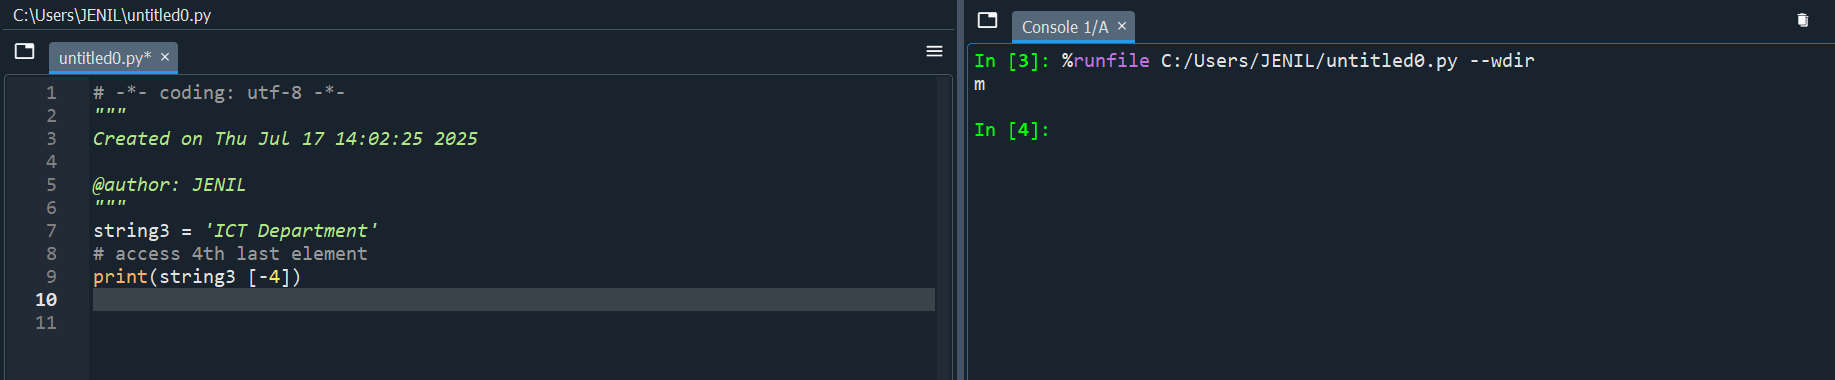 C:\Users\JENIL\untitled0.py
untitled0.py* ×
1 # -*- coding: utf-8 -*-
2 """
3 Created on Thu Jul 17 14:02:25 2025
4
5 @author: JENIL
6 """
7 string3 = 'ICT Department'
8 # access 4th last element
9 print(string3 [-4])
10
11
Console 1/A ×
In [3]: %runfile C:/Users/JENIL/untitled0.py --wdir
m
In [4]: